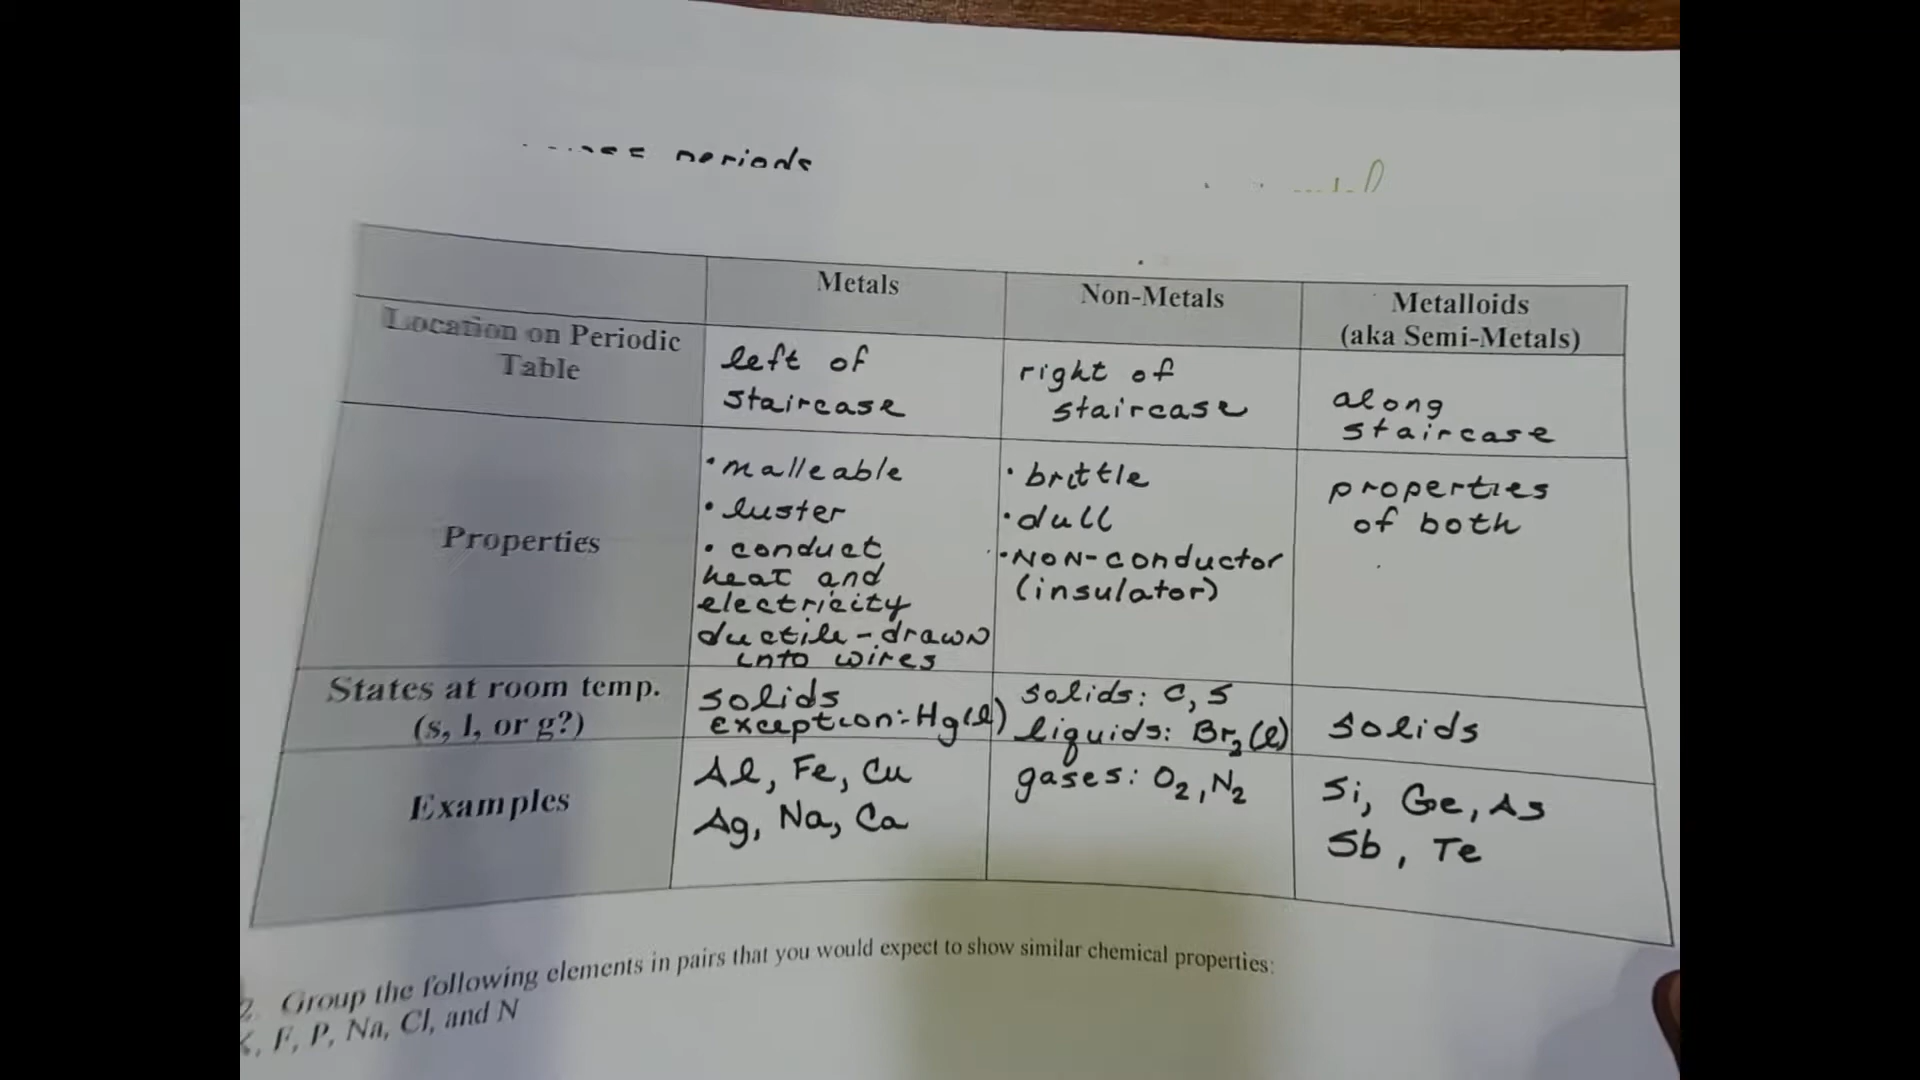 periods
Metals
Non-Metals
Metalloids
(aka Semi-Metals)
Location on Periodic
Table
left of
staircase
right of
staircase
along
staircase
Properties
• malleable
• luster
• conduct
heat and
electricity
ductile - drawn
into wires
• brittle
• dull
• NON-conductor
(insulator)
properties
of both
States at room temp.
(s, l, or g?)
solids
exception: Hg(l)
solids: C, S
liquids: Br₂(l)
solids
Examples
Al, Fe, Cu
Ag, Na, Ca
gases: O₂, N₂
Si, Ge, As
Sb, Te
2. Group the following elements in pairs that you would expect to show similar chemical properties:
F, P, Na, Cl, and N